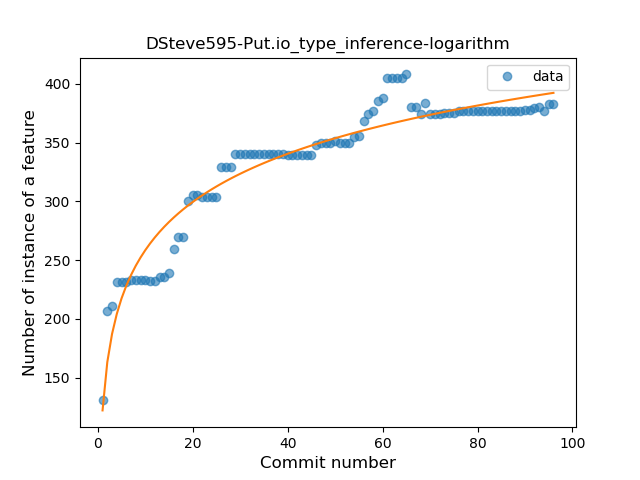 DSteve595-Put.io_type_inference-logarithm
data
Number of instance of a feature
400
350
300
250
200
150
0 20 40 60 80 100
Commit number